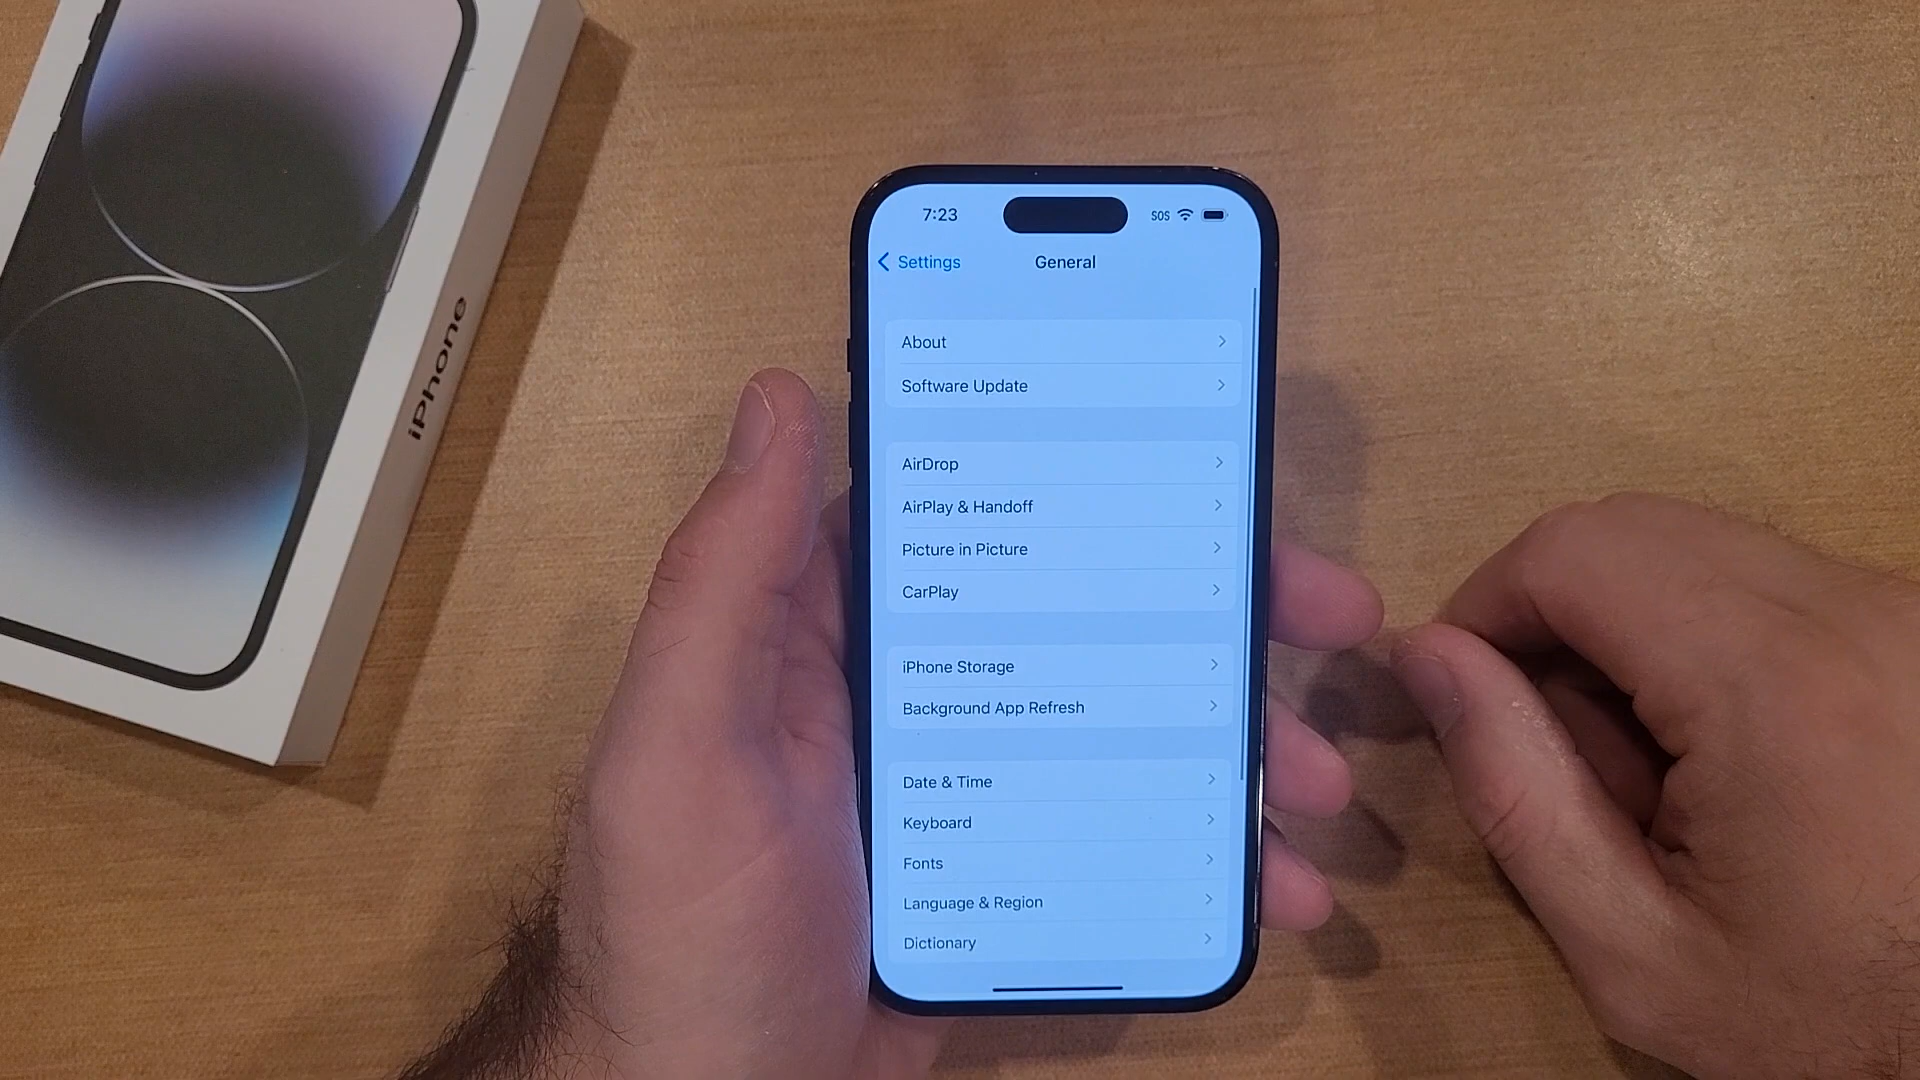 iPhone
7:23
SOS
Settings
General
About
Software Update
AirDrop
AirPlay & Handoff
Picture in Picture
CarPlay
iPhone Storage
Background App Refresh
Date & Time
Keyboard
Fonts
Language & Region
Dictionary